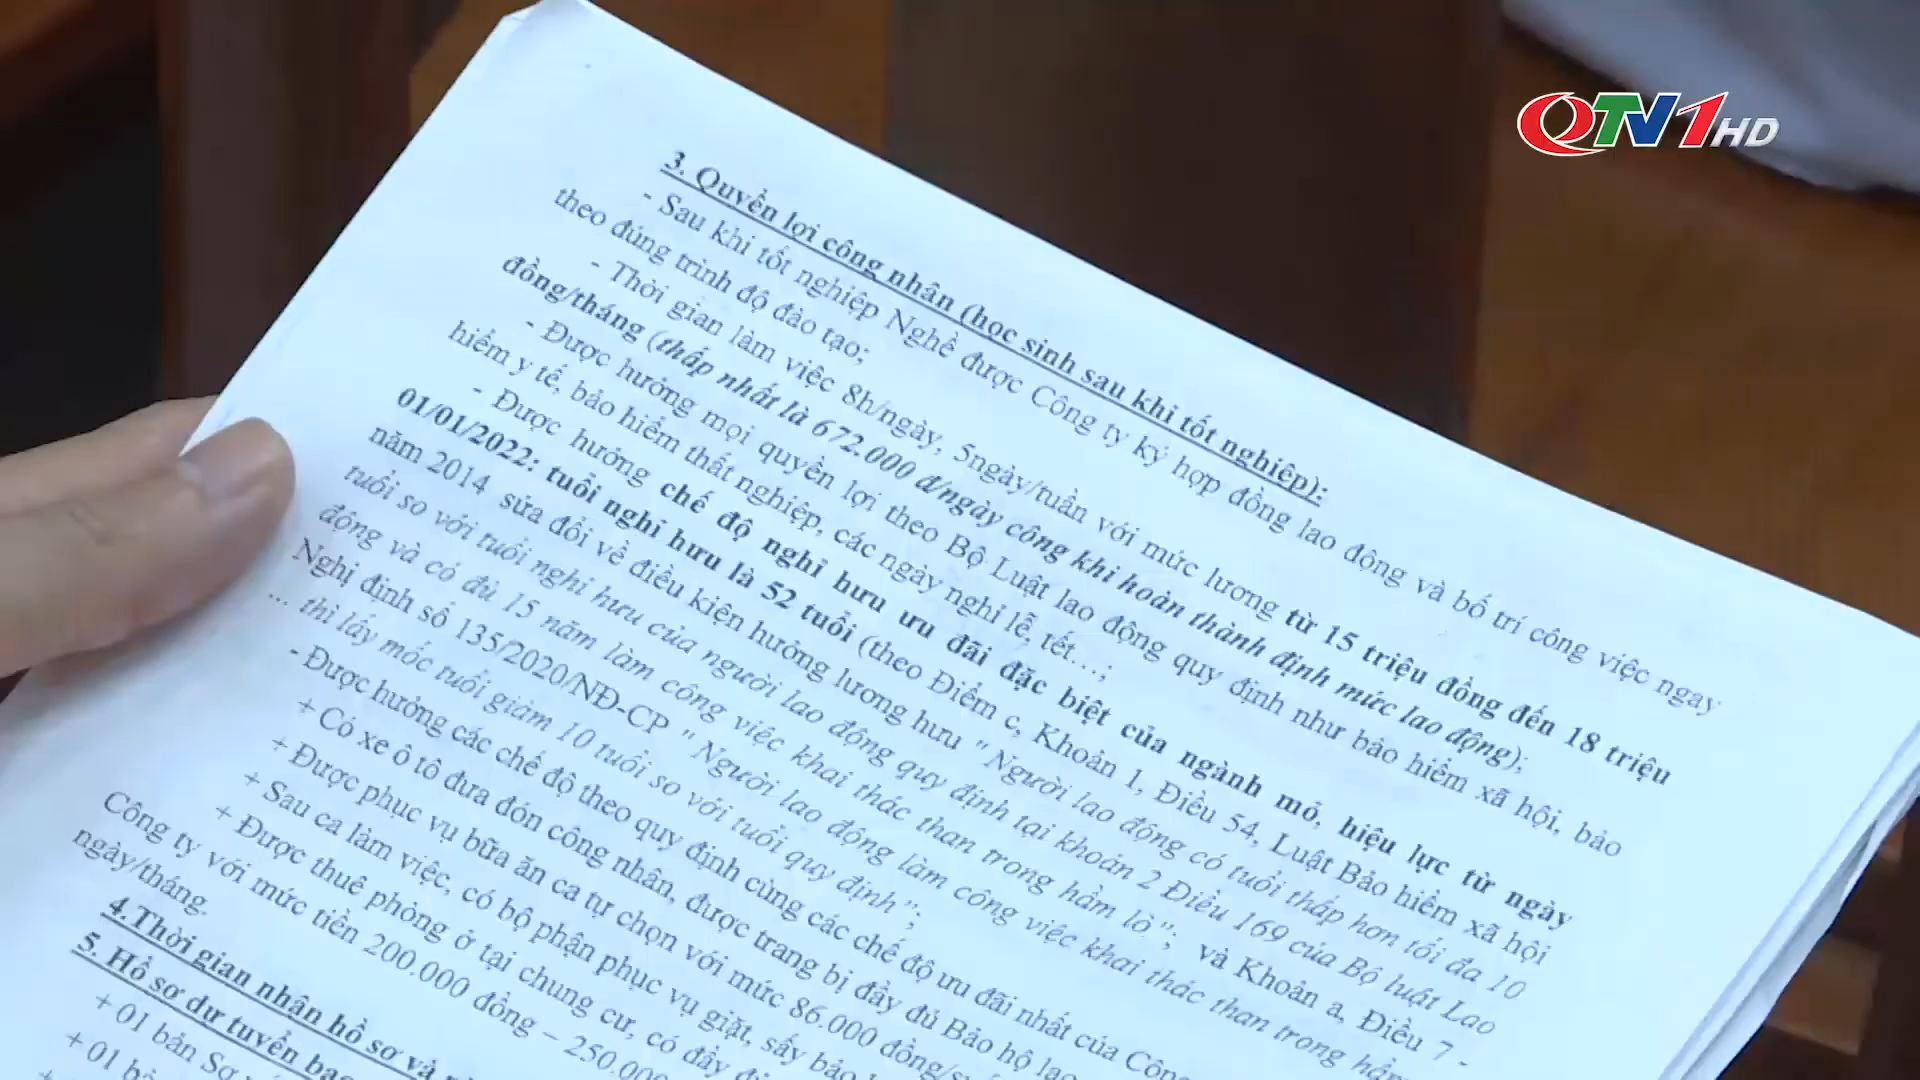 QTV1HD
3. Quyền lợi công nhân (học sinh sau khi tốt nghiệp):
- Sau khi tốt nghiệp Nghề được Công ty ký hợp đồng lao động và bố trí công việc ngay
theo đúng trình độ đào tạo;
- Thời gian làm việc 8h/ngày, 5ngày/tuần với mức lương từ 15 triệu đồng đến 18 triệu
đồng/tháng (thấp nhất là 672.000 đ/ngày công khi hoàn thành định mức lao động);
- Được hưởng mọi quyền lợi theo Bộ Luật lao động quy định như bảo hiểm xã hội, bảo
hiểm y tế, bảo hiểm thất nghiệp, các ngày nghỉ lễ, tết...;
- Được hưởng chế độ nghỉ hưu ưu đãi đặc biệt của ngành mỏ, hiệu lực từ ngày
01/01/2022: tuổi nghỉ hưu là 52 tuổi (theo Điểm c, Khoản 1, Điều 54, Luật Bảo hiểm xã hội
năm 2014 sửa đổi về điều kiện hưởng lương hưu " Người lao động có tuổi thấp hơn tối đa 10
tuổi so với tuổi nghỉ hưu của người lao động quy định tại khoản 2 Điều 169 của Bộ luật Lao
động và có đủ 15 năm làm công việc khai thác than trong hầm lò"; và Khoản a, Điều 7 -
Nghị định số 135/2020/NĐ-CP " Người lao động làm công việc khai thác than trong hầm
... thì lấy mốc tuổi giảm 10 tuổi so với tuổi quy định";
- Được hưởng các chế độ theo quy định cùng các chế độ ưu đãi nhất của
+ Có xe ô tô đưa đón công nhân, được trang bị đầy đủ Bảo hộ
+ Được phục vụ bữa ăn ca tự chọn với mức 86.000
+ Sau ca làm việc, có bộ phận phục vụ giặt, sấy
+ Được thuê phòng ở tại chung cư, có đầy
Công ty với mức tiền 200.000 đồng – 250.000
ngày/tháng.
4. Thời gian nhận hồ sơ và
5. Hồ sơ dự tuyển
+ 01 bản
+ 01